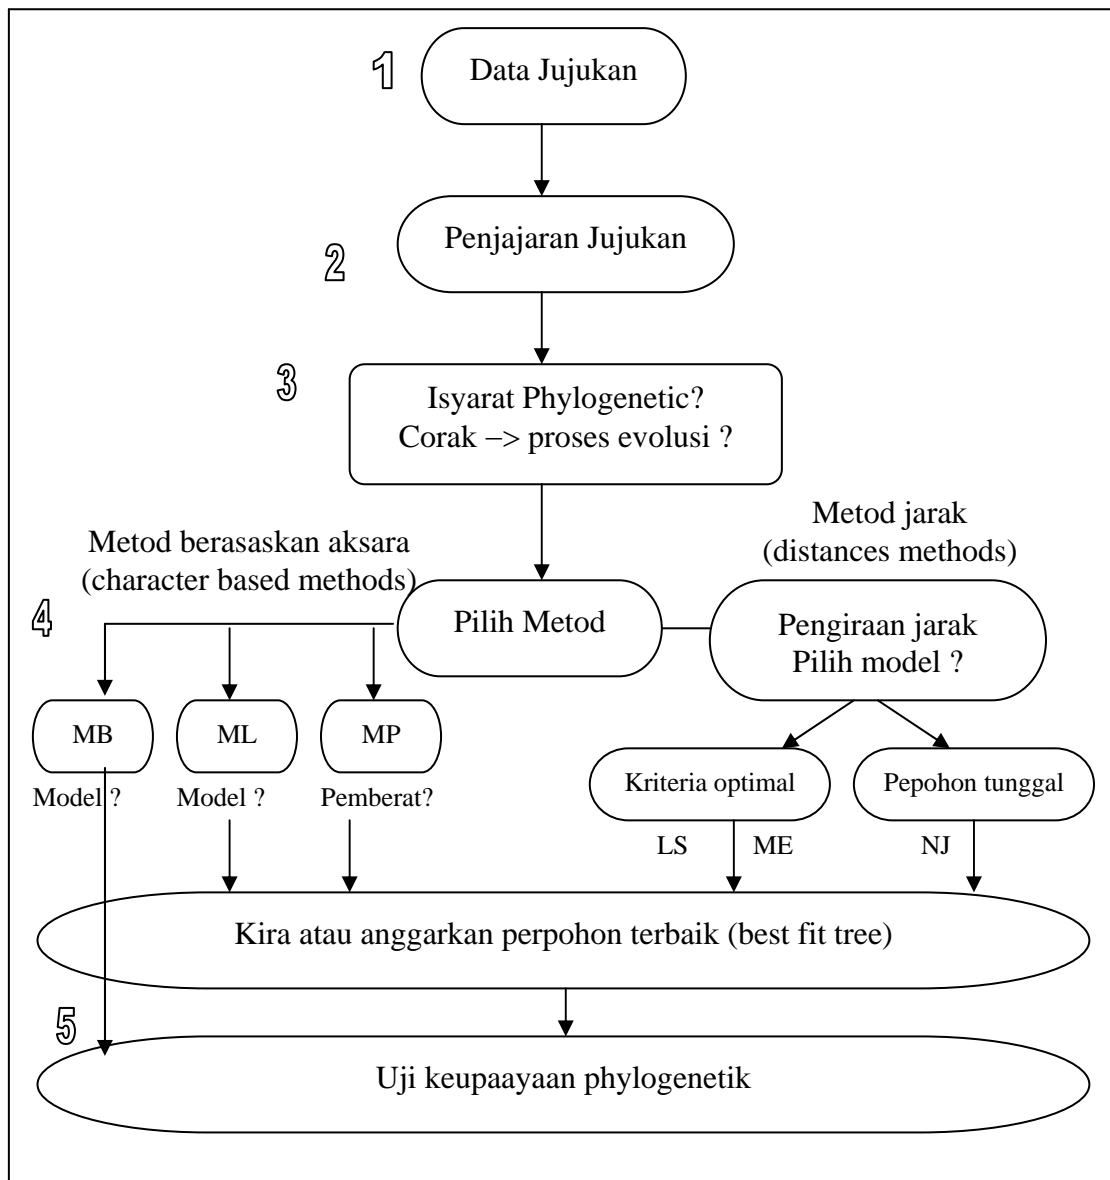 1
Data Jujukan
Penjajaran Jujukan
2
3
Isyarat Phylogenetic?
Corak –> proses evolusi ?
Metod jarak
(distances methods)
Metod berasaskan aksara
(character based methods)
4
Pilih Metod
Pengiraan jarak
Pilih model ?
MB
ML
MP
Model ?
Model ?
Pemberat?
Kriteria optimal
Pepohon tunggal
LS
ME
NJ
Kira atau anggarkan perpohon terbaik (best fit tree)
5
Uji keupaayaan phylogenetik